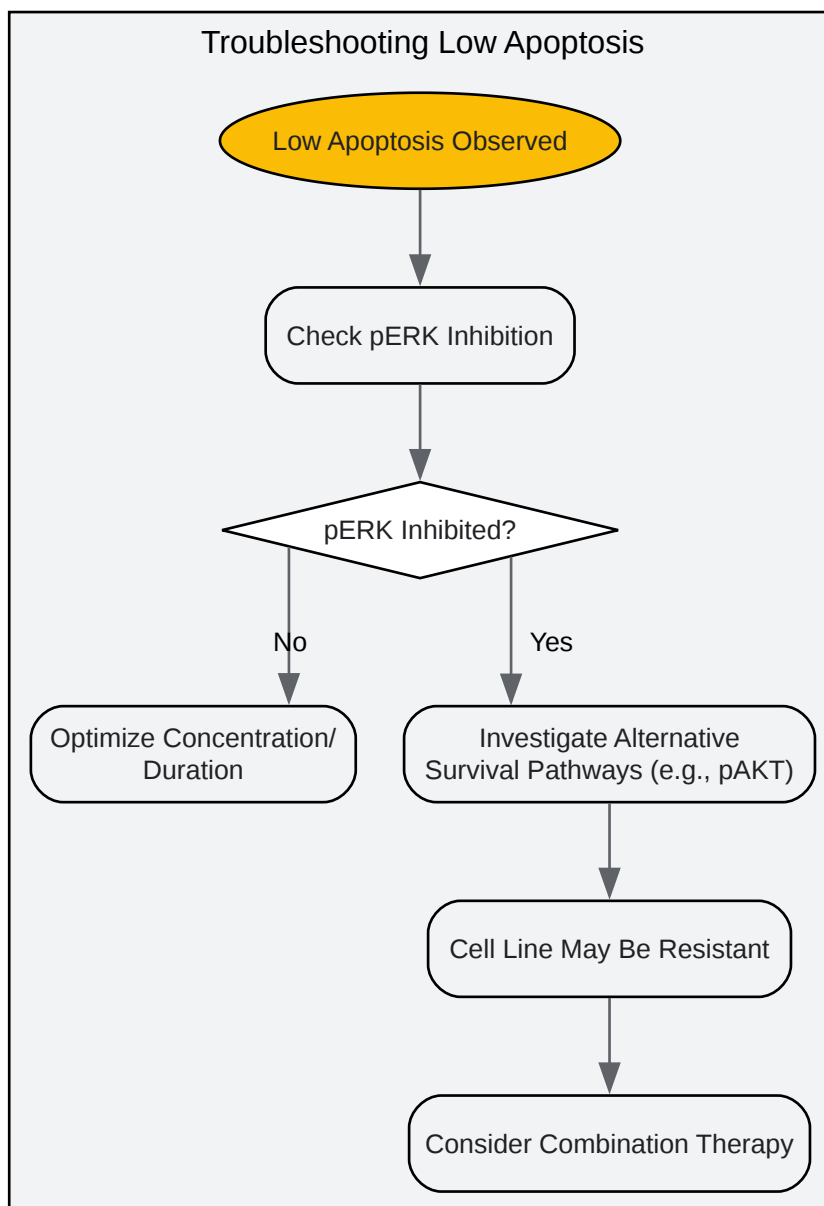 Troubleshooting Low Apoptosis
Low Apoptosis Observed
Check pERK Inhibition
pERK Inhibited?
No
Yes
Optimize Concentration/
Duration
Investigate Alternative
Survival Pathways (e.g., pAKT)
Cell Line May Be Resistant
Consider Combination Therapy